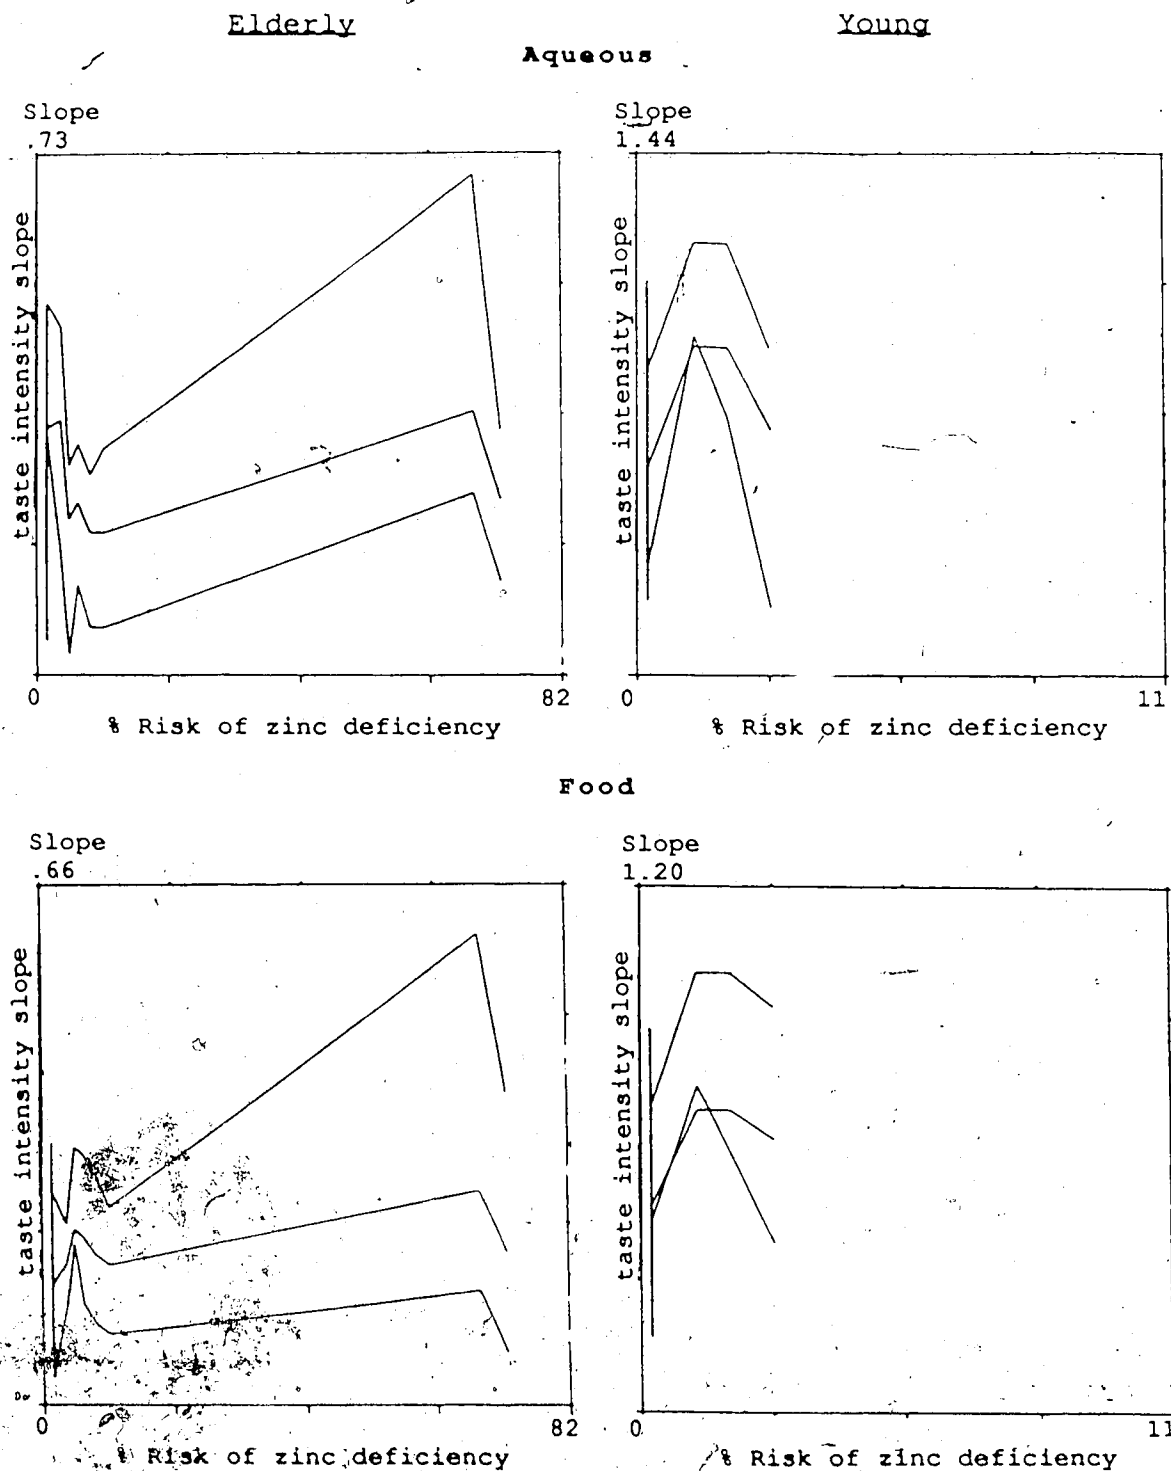 Elderly Young
Aqueous
Slope Slope
.73 1.44
taste intensity slope taste intensity slope
0 82 0 11
% Risk of zinc deficiency % Risk of zinc deficiency
Food
Slope Slope
.66 1.20
taste intensity slope taste intensity slope
0 82 0 11
% Risk of zinc deficiency % Risk of zinc deficiency